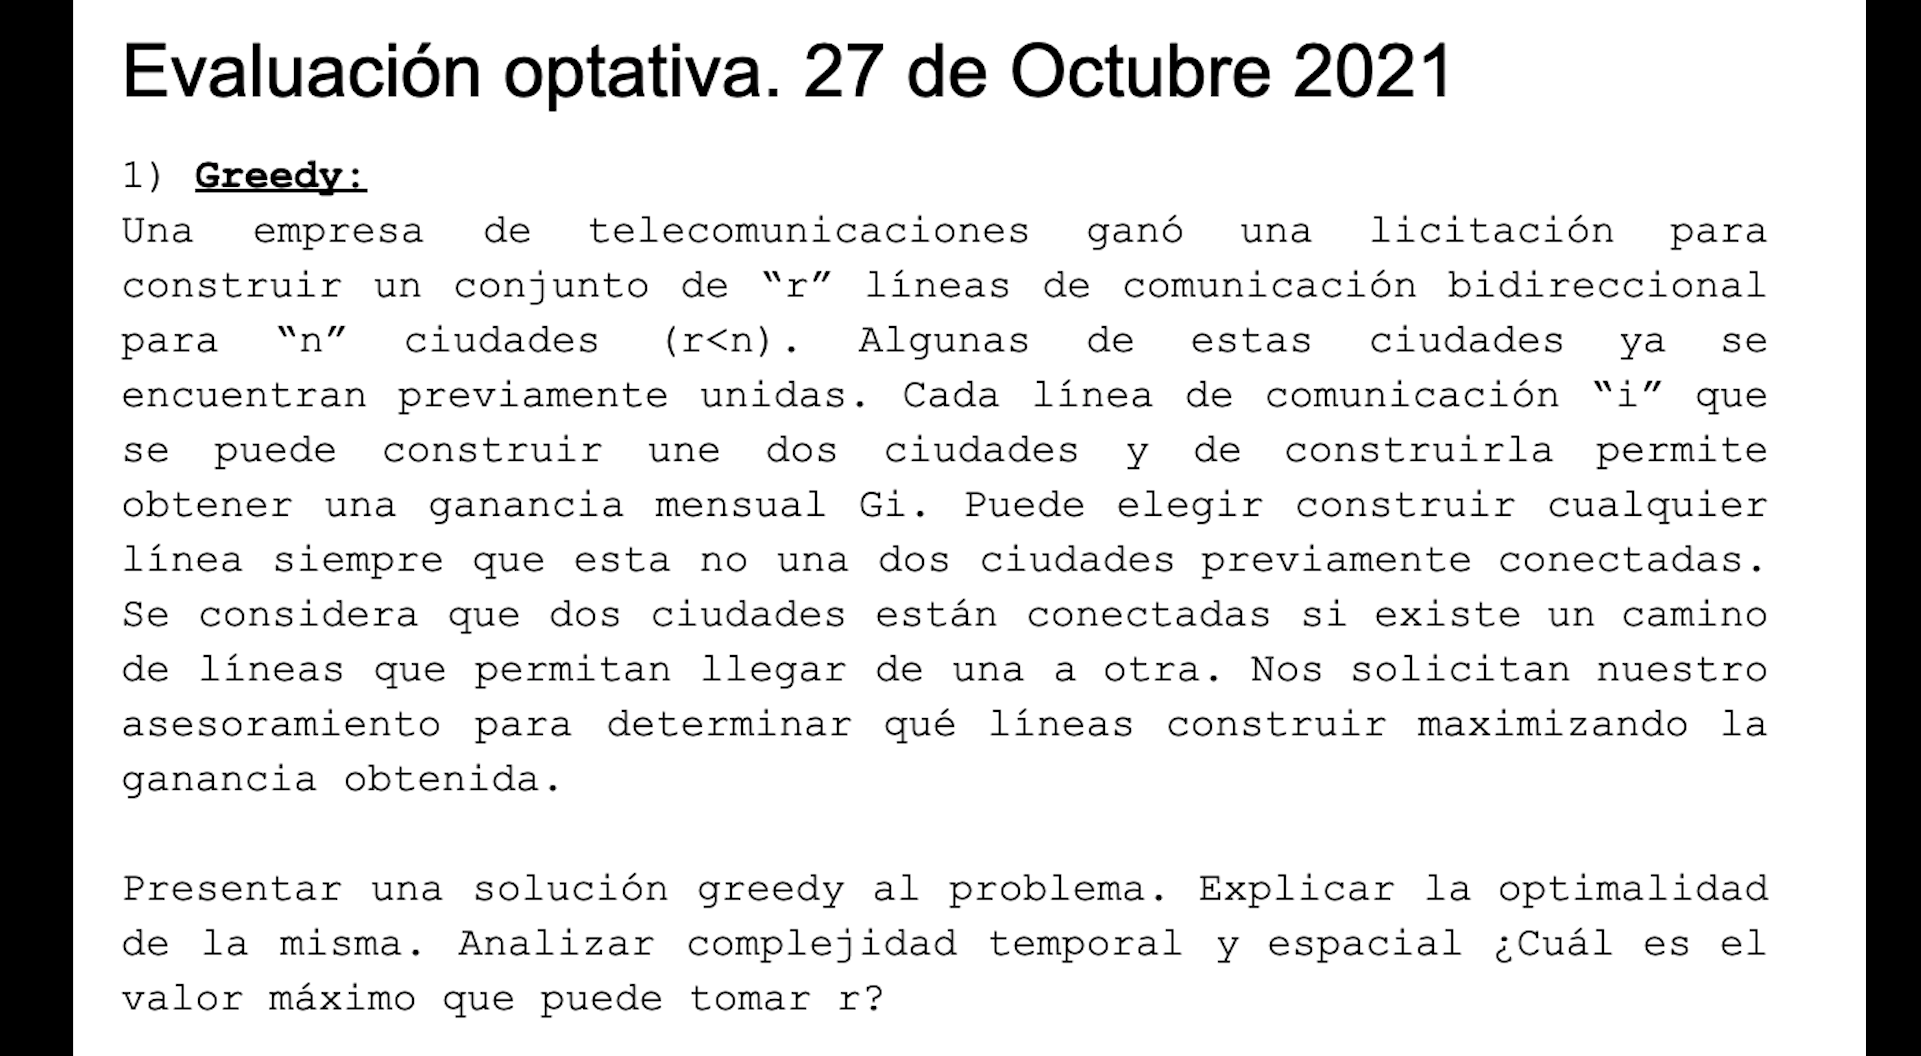 Evaluación optativa. 27 de Octubre 2021
1) Greedy:
Una empresa de telecomunicaciones ganó una licitación para
construir un conjunto de “r” líneas de comunicación bidireccional
para “n” ciudades (r<n). Algunas de estas ciudades ya se
encuentran previamente unidas. Cada línea de comunicación “i” que
se puede construir une dos ciudades y de construirla permite
obtener una ganancia mensual Gi. Puede elegir construir cualquier
línea siempre que esta no una dos ciudades previamente conectadas.
Se considera que dos ciudades están conectadas si existe un camino
de líneas que permitan llegar de una a otra. Nos solicitan nuestro
asesoramiento para determinar qué líneas construir maximizando la
ganancia obtenida.
Presentar una solución greedy al problema. Explicar la optimalidad
de la misma. Analizar complejidad temporal y espacial ¿Cuál es el
valor máximo que puede tomar r?